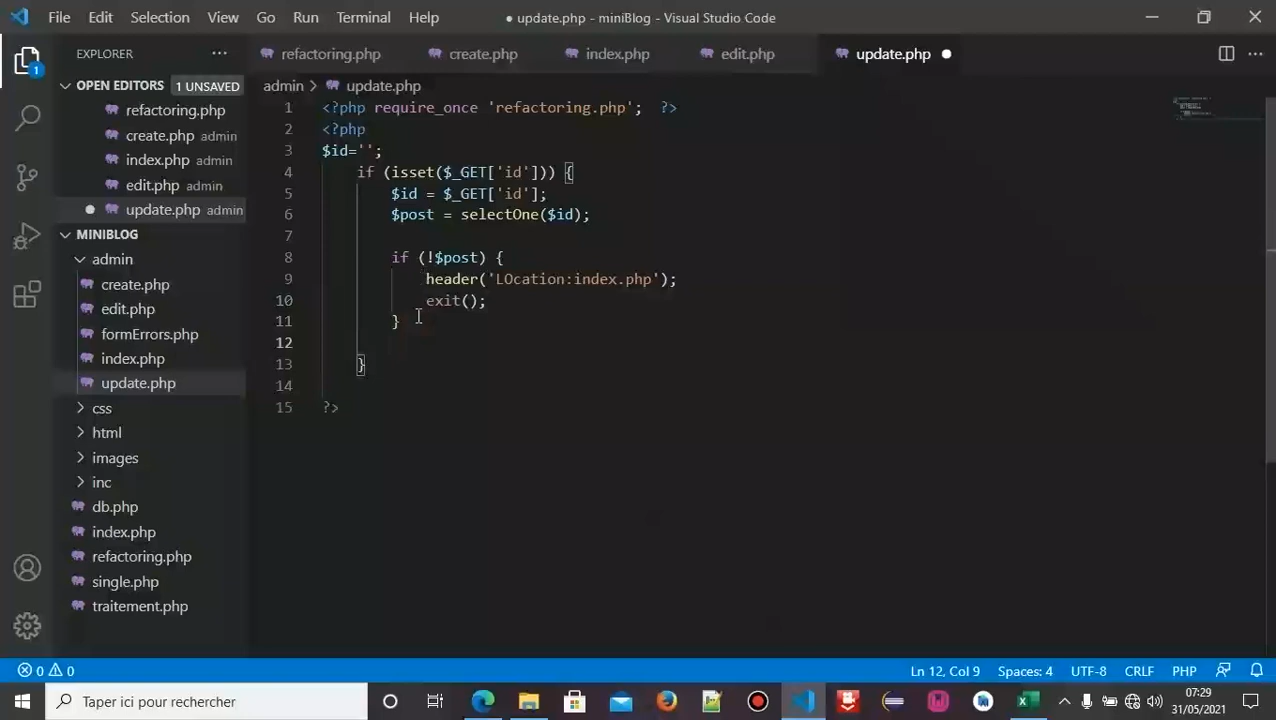 File Edit Selection View Go Run Terminal Help
● update.php - miniBlog - Visual Studio Code
EXPLORER ...
refactoring.php create.php index.php edit.php update.php ●
OPEN EDITORS 1 UNSAVED
refactoring.php
create.php admin
index.php admin
edit.php admin
● update.php admin
MINIBLOG
admin
create.php
edit.php
formErrors.php
index.php
update.php
css
html
images
inc
db.php
index.php
refactoring.php
single.php
traitement.php
1
admin > update.php
1 <?php require_once 'refactoring.php';  ?>
2 <?php
3 $id='';
4     if (isset($_GET['id'])) {
5         $id = $_GET['id'];
6         $post = selectOne($id);
7
8         if (!$post) {
9             header('LOcation:index.php');
10             exit();
11         }
12
13     }
14
15 ?>
0 0 Ln 12, Col 9 Spaces: 4 UTF-8 CRLF PHP
Taper ici pour rechercher
07:29
31/05/2021